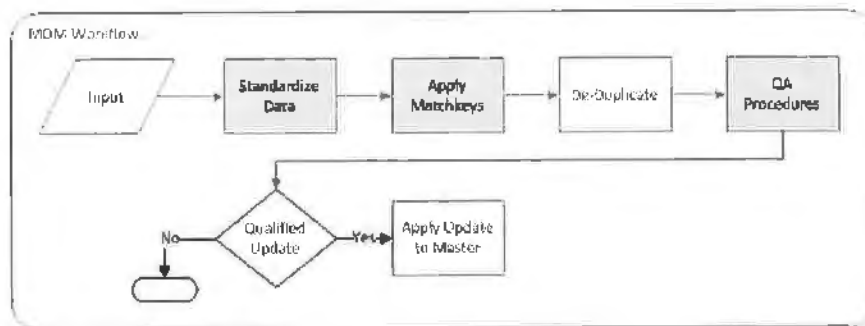 MDM Workflow
Input
Standardize
Data
Apply
Matchkeys
De-Duplicate
QA
Procedures
Qualified
Update
No
Yes
Apply Update
to Master